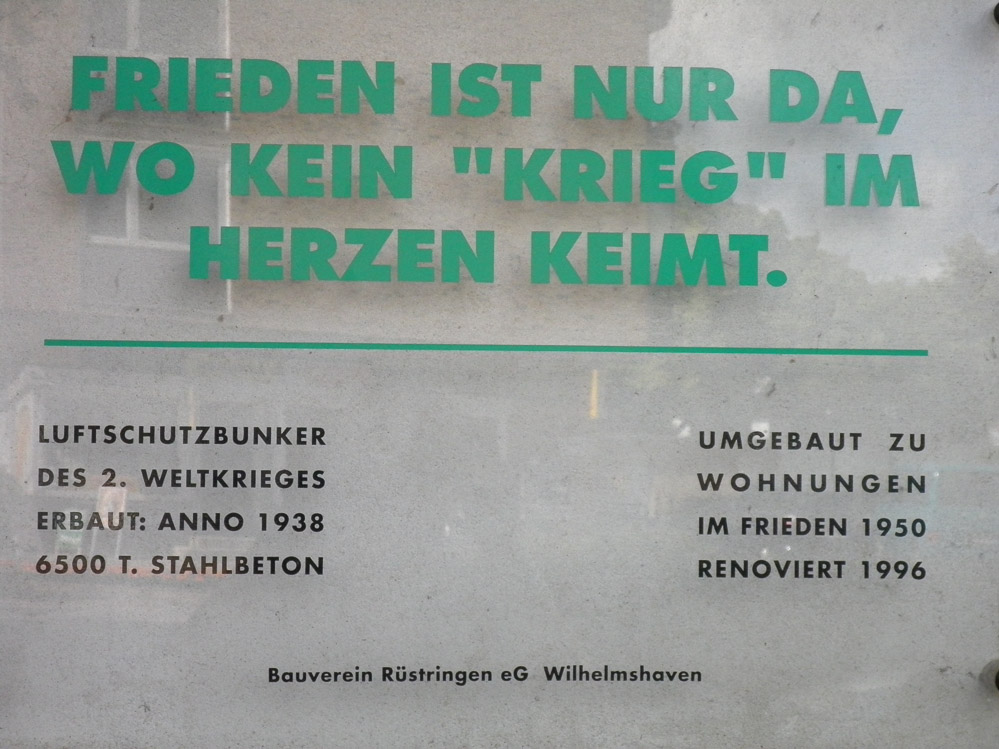 FRIEDEN IST NUR DA,
WO KEIN "KRIEG" IM
HERZEN KEIMT.
LUFTSCHUTZBUNKER
DES 2. WELTKRIEGES
ERBAUT: ANNO 1938
6500 T. STAHLBETON
UMGEBAUT ZU
WOHNUNGEN
IM FRIEDEN 1950
RENOVIERT 1996
Bauverein Rüstringen eG Wilhelmshaven